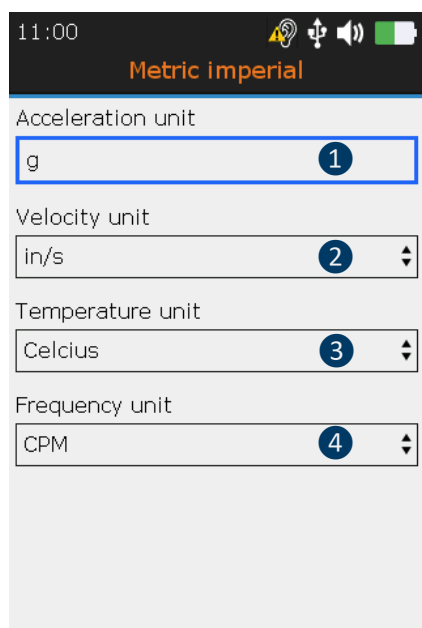 11:00
Metric imperial
Acceleration unit
g 1
Velocity unit
in/s 2
Temperature unit
Celcius 3
Frequency unit
CPM 4